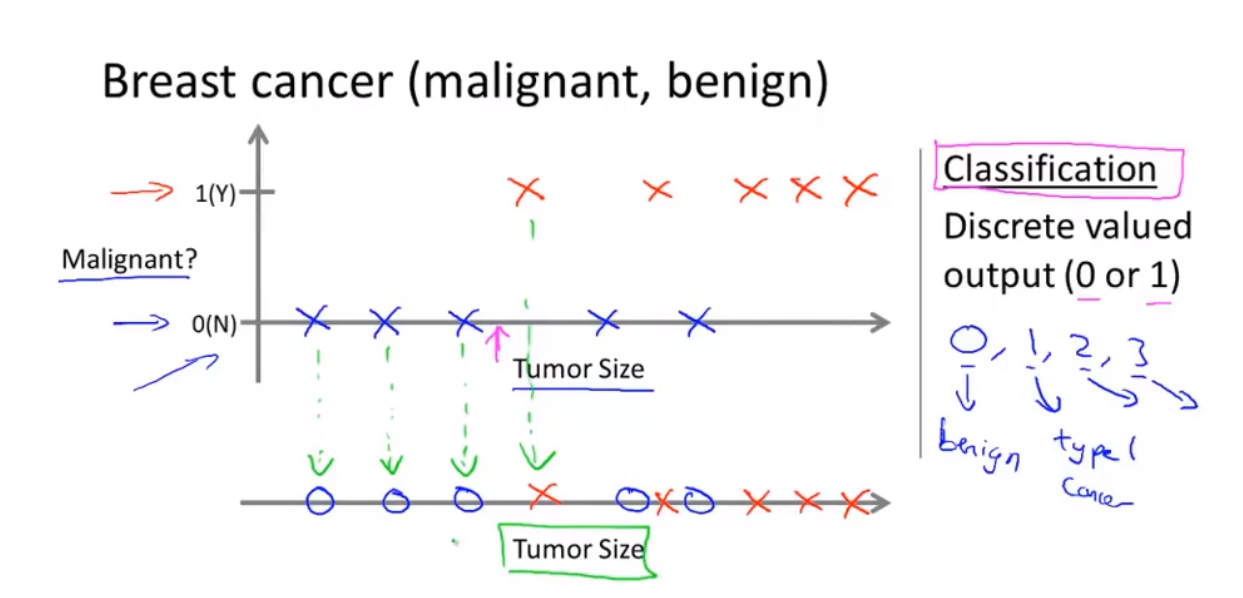 Breast cancer (malignant, benign)
1(Y)
Malignant?
0(N)
Tumor Size
Tumor Size
Classification
Discrete valued
output (0 or 1)
0, 1, 2, 3
benign
type 1
cancer